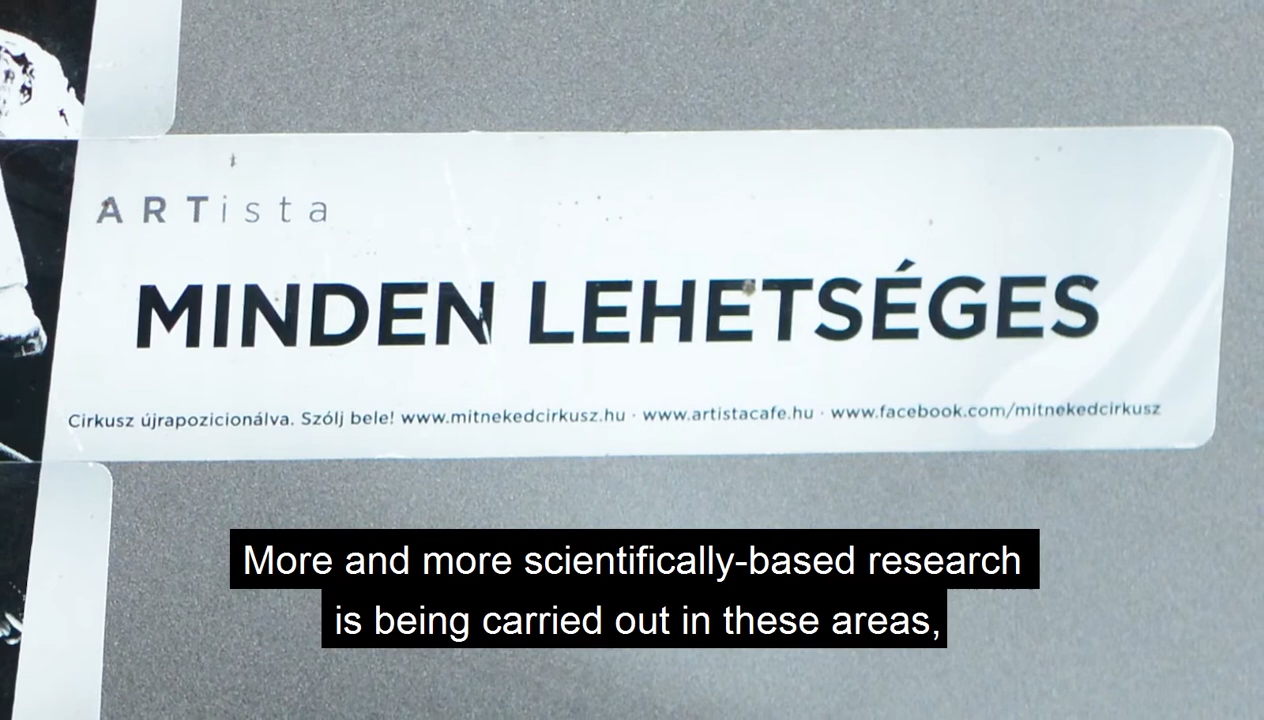 ARTista
MINDEN LEHETSÉGES
Cirkusz újrapozicionálva. Szólj bele! www.mitnekedcirkusz.hu · www.artistacafe.hu · www.facebook.com/mitnekedcirkusz
More and more scientifically-based research
is being carried out in these areas,